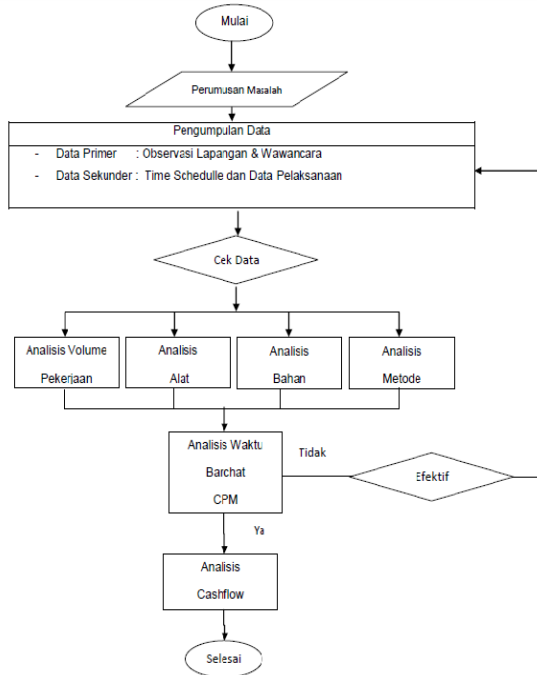 Mulai
Perumusan Masalah
Pengumpulan Data
- Data Primer : Observasi Lapangan & Wawancara
- Data Sekunder : Time Schedulle dan Data Pelaksanaan
Cek Data
Analisis Volume
Pekerjaan
Analisis
Alat
Analisis
Bahan
Analisis
Metode
Analisis Waktu
Barchat
CPM
Tidak
Efektif
Ya
Analisis
Cashflow
Selesai